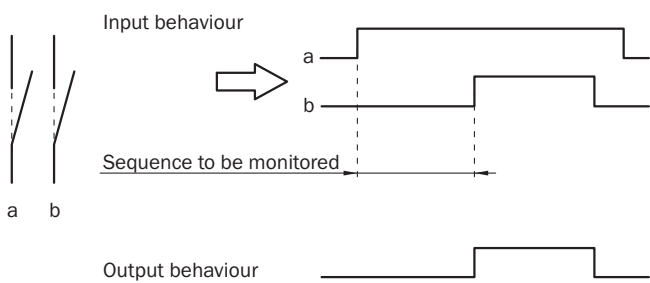 Input behaviour
a
b
Sequence to be monitored
a b
Output behaviour